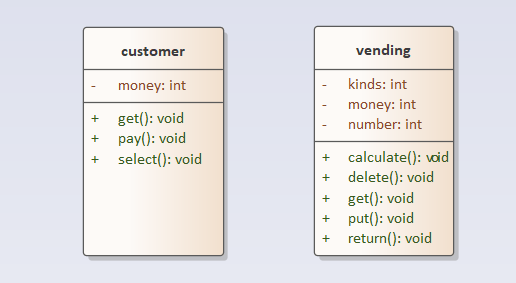 customer
- money: int
+ get(): void
+ pay(): void
+ select(): void
vending
- kinds: int
- money: int
- number: int
+ calculate(): void
+ delete(): void
+ get(): void
+ put(): void
+ return(): void